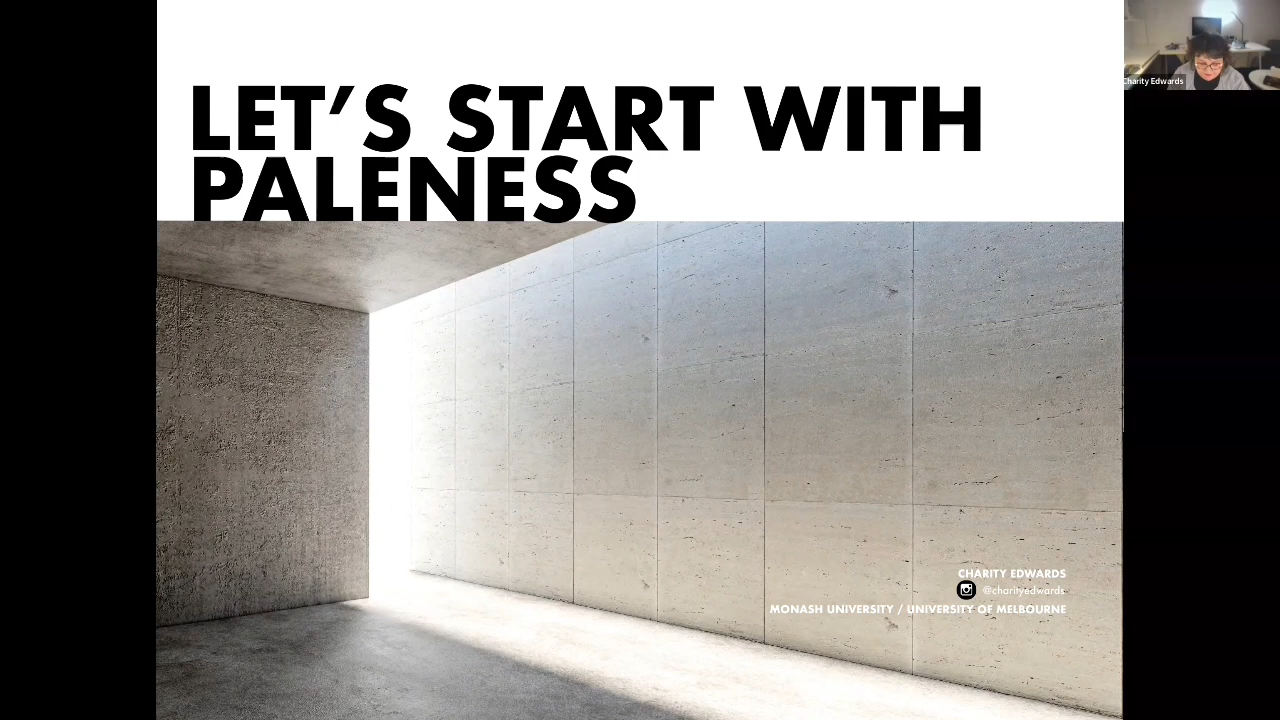 LET'S START WITH
PALENESS
Charity Edwards
CHARITY EDWARDS
@charityedwards
MONASH UNIVERSITY / UNIVERSITY OF MELBOURNE